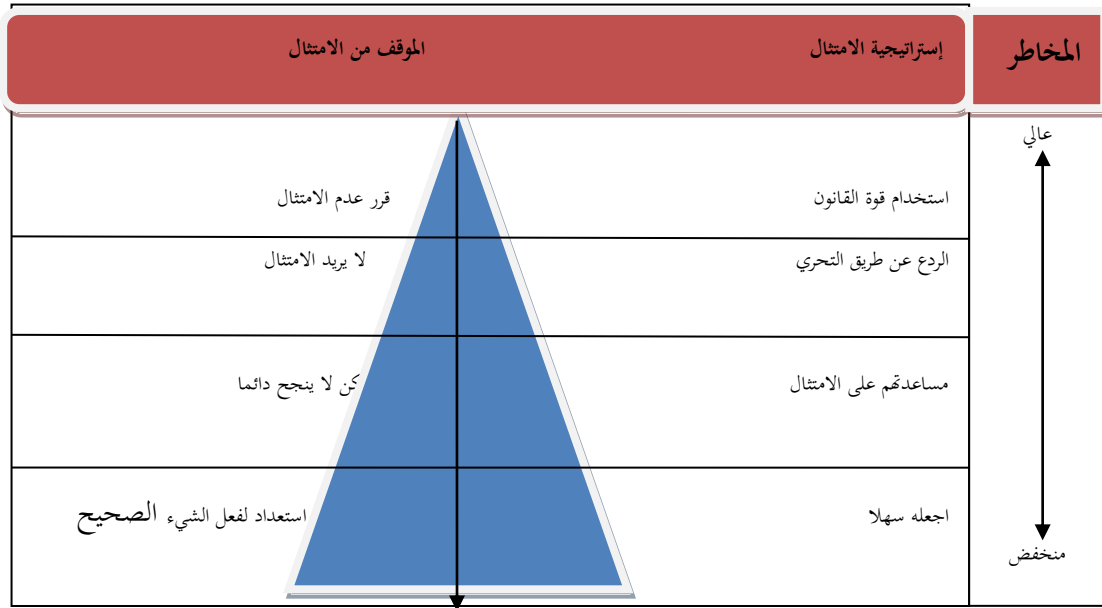 المخاطر
إستراتيجية الامتثال
الموقف من الامتثال
عالي
استخدام قوة القانون
قرر عدم الامتثال
الردع عن طريق التحري
لا يريد الامتثال
مساعدتهم على الامتثال
لا ينجح دائما
اجعله سهلا
استعداد لفعل الشيء الصحيح
منخفض